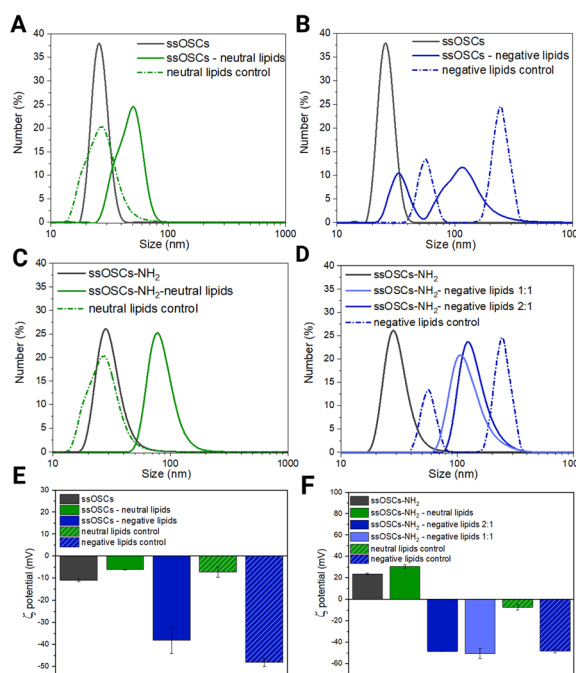 A
ssOSCs
ssOSCs - neutral lipids
neutral lipids control
Number (%)
40
35
30
25
20
15
10
5
0
10
100
1000
Size (nm)
B
ssOSCs
ssOSCs - negative lipids
negative lipids control
Number (%)
40
35
30
25
20
15
10
5
0
10
100
1000
Size (nm)
C
ssOSCs-NH₂
ssOSCs-NH₂-neutral lipids
neutral lipids control
Number (%)
40
35
30
25
20
15
10
5
0
10
100
1000
Size (nm)
D
ssOSCs-NH₂
ssOSCs-NH₂- negative lipids 1:1
ssOSCs-NH₂- negative lipids 2:1
negative lipids control
Number (%)
40
35
30
25
20
15
10
5
0
10
100
1000
Size (nm)
E
ssOSCs
ssOSCs - neutral lipids
ssOSCs - negative lipids
neutral lipids control
negative lipids control
ζ potential (mV)
30
20
10
0
-10
-20
-30
-40
-50
F
ssOSCs-NH₂
ssOSCs-NH₂ - neutral lipids
ssOSCs-NH₂ - negative lipids 2:1
ssOSCs-NH₂ - negative lipids 1:1
neutral lipids control
negative lipids control
ζ potential (mV)
100
80
60
40
20
0
-20
-40
-60